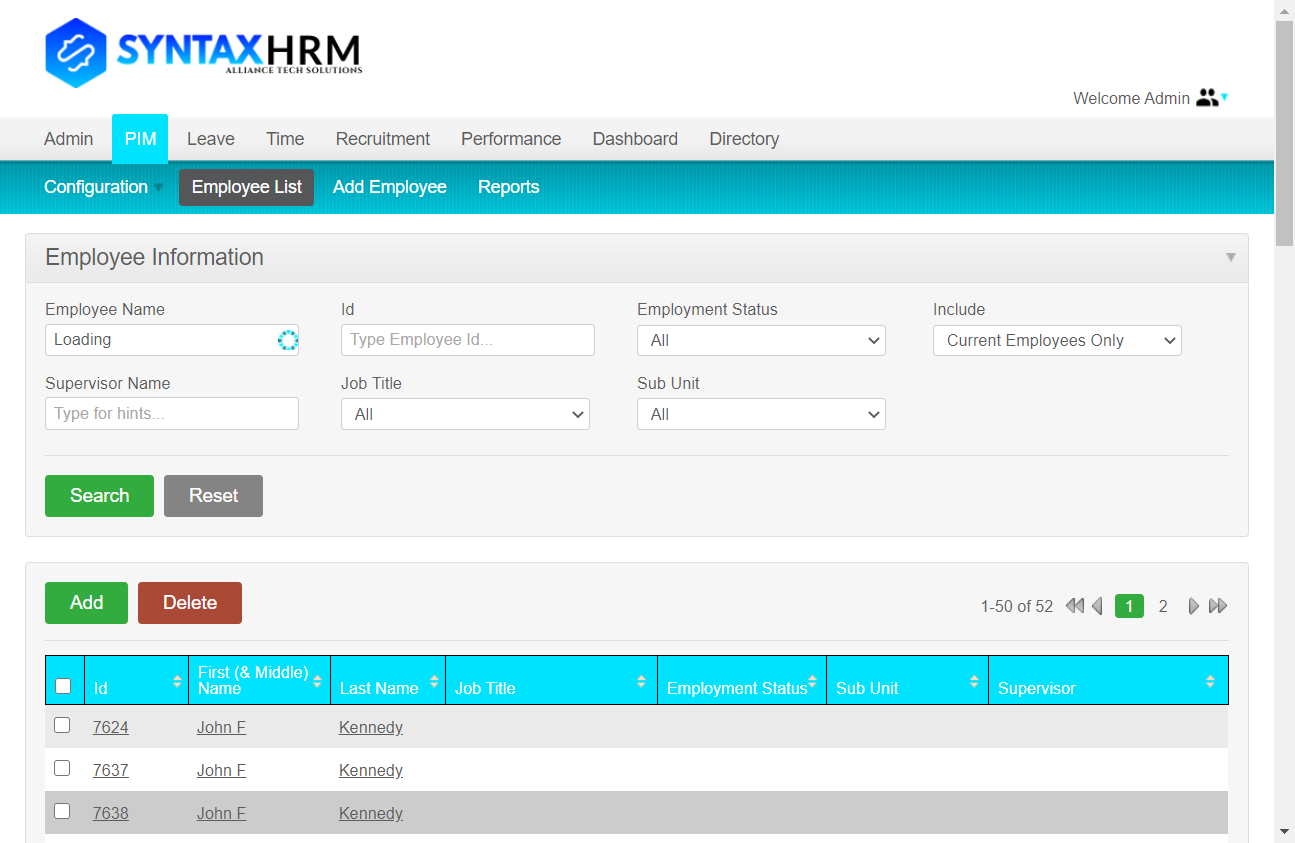 SYNTAXHRM
ALLIANCE TECH SOLUTIONS
Welcome Admin
Admin PIM Leave Time Recruitment Performance Dashboard Directory
Configuration Employee List Add Employee Reports
Employee Information
Employee Name Id Employment Status Include
Loading Type Employee Id... All Current Employees Only
Supervisor Name Job Title Sub Unit
Type for hints... All All
Search Reset
Add Delete 1-50 of 52 1 2
Id First (& Middle) Name Last Name Job Title Employment Status Sub Unit Supervisor
7624 John F Kennedy
7637 John F Kennedy
7638 John F Kennedy